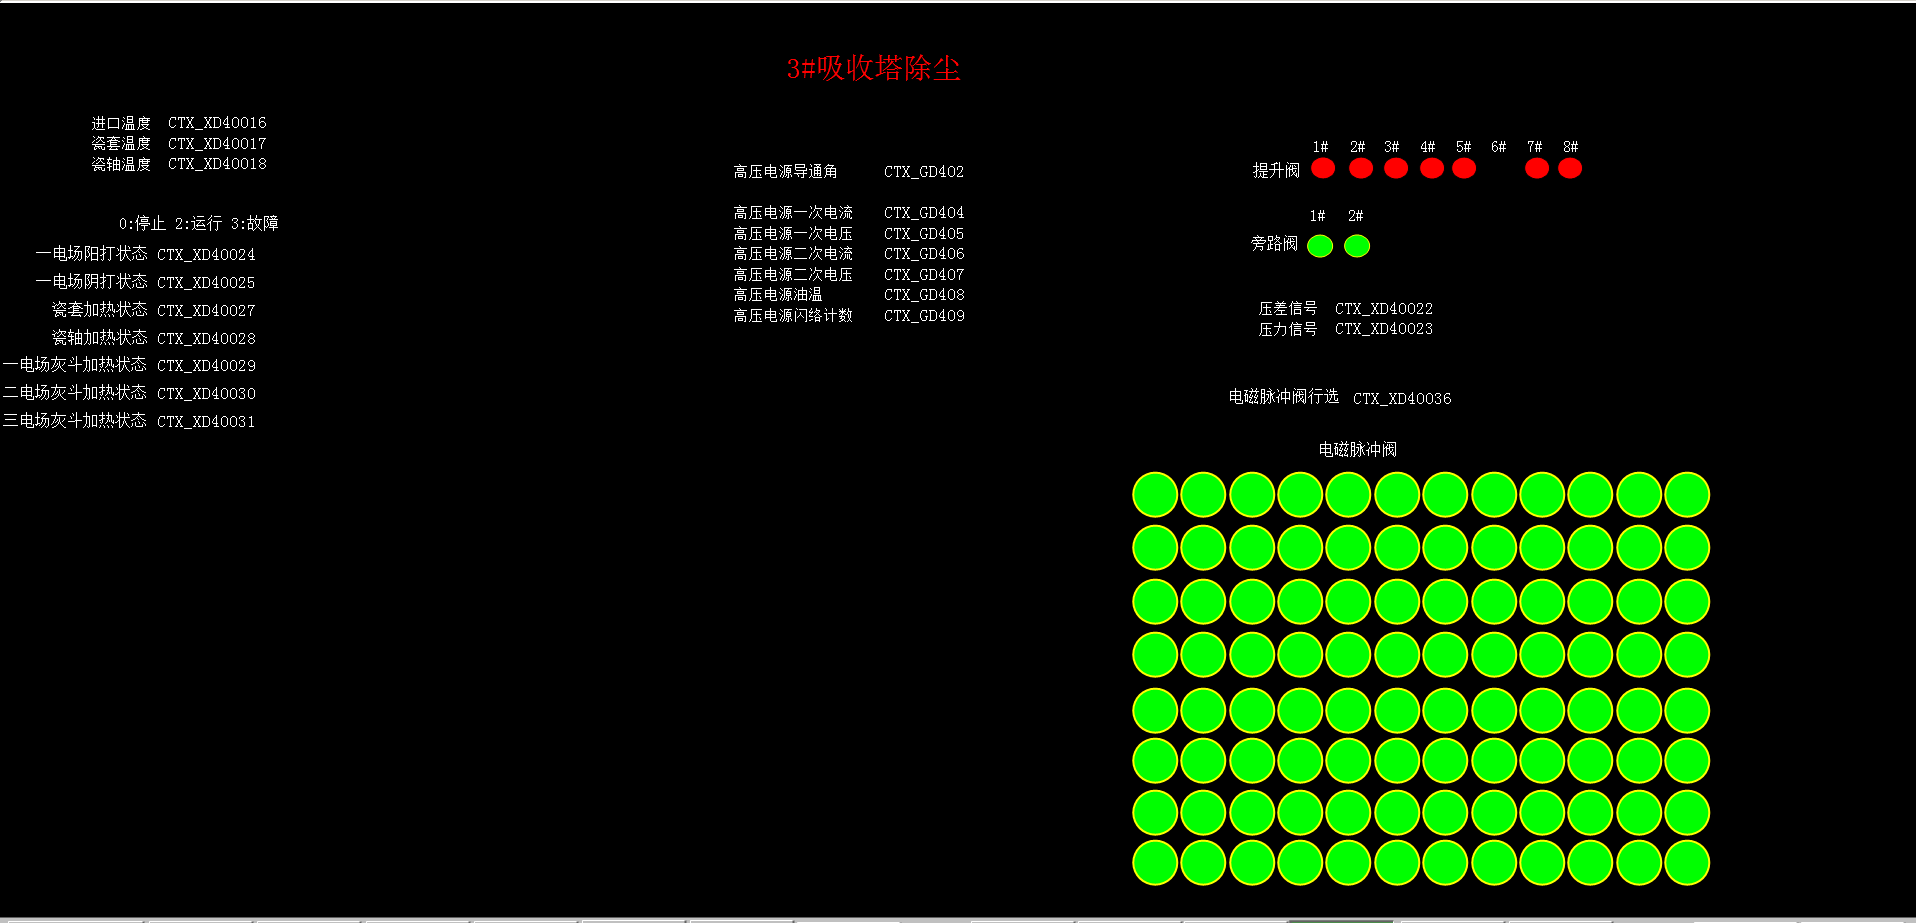 3#吸收塔除尘
进口温度 CTX_XD40016
瓷套温度 CTX_XD40017
瓷轴温度 CTX_XD40018
0:停止 2:运行 3:故障
一电场阳打状态 CTX_XD40024
一电场阴打状态 CTX_XD40025
瓷套加热状态 CTX_XD40027
瓷轴加热状态 CTX_XD40028
一电场灰斗加热状态 CTX_XD40029
二电场灰斗加热状态 CTX_XD40030
三电场灰斗加热状态 CTX_XD40031
高压电源导通角 CTX_GD402
高压电源一次电流 CTX_GD404
高压电源一次电压 CTX_GD405
高压电源二次电流 CTX_GD406
高压电源二次电压 CTX_GD407
高压电源油温 CTX_GD408
高压电源闪络计数 CTX_GD409
1# 2# 3# 4# 5# 6# 7# 8#
提升阀
1# 2#
旁路阀
压差信号 CTX_XD40022
压力信号 CTX_XD40023
电磁脉冲阀行选 CTX_XD40036
电磁脉冲阀